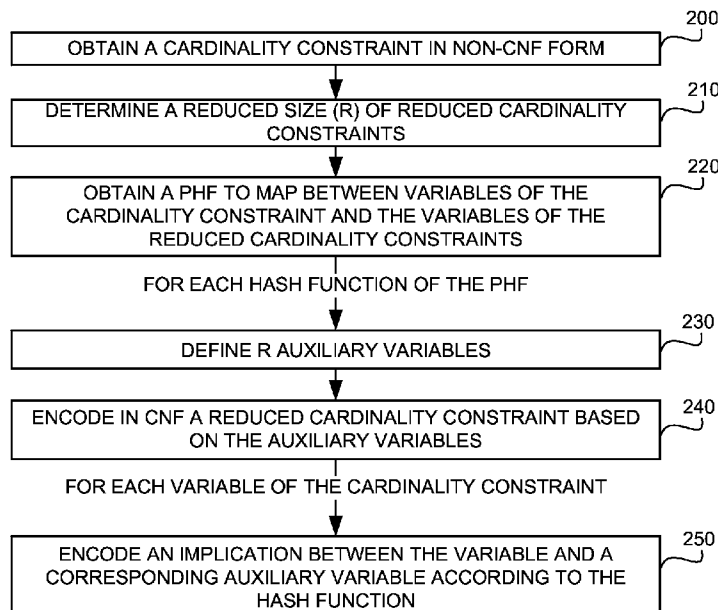 200
OBTAIN A CARDINALITY CONSTRAINT IN NON-CNF FORM
210
DETERMINE A REDUCED SIZE (R) OF REDUCED CARDINALITY
CONSTRAINTS
220
OBTAIN A PHF TO MAP BETWEEN VARIABLES OF THE
CARDINALITY CONSTRAINT AND THE VARIABLES OF THE
REDUCED CARDINALITY CONSTRAINTS
FOR EACH HASH FUNCTION OF THE PHF
230
DEFINE R AUXILIARY VARIABLES
240
ENCODE IN CNF A REDUCED CARDINALITY CONSTRAINT BASED
ON THE AUXILIARY VARIABLES
FOR EACH VARIABLE OF THE CARDINALITY CONSTRAINT
250
ENCODE AN IMPLICATION BETWEEN THE VARIABLE AND A
CORRESPONDING AUXILIARY VARIABLE ACCORDING TO THE
HASH FUNCTION